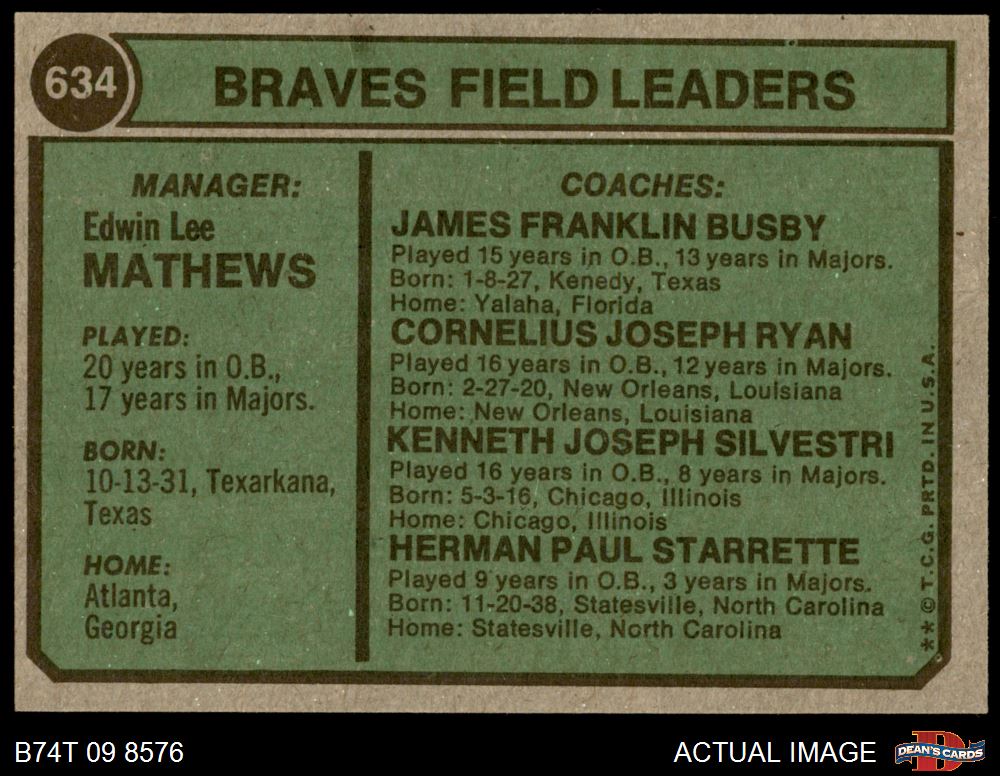 634
BRAVES FIELD LEADERS
MANAGER:
Edwin Lee
MATHEWS
PLAYED:
20 years in O.B.,
17 years in Majors.
BORN:
10-13-31, Texarkana,
Texas
HOME:
Atlanta,
Georgia
COACHES:
JAMES FRANKLIN BUSBY
Played 15 years in O.B., 13 years in Majors.
Born: 1-8-27, Kenedy, Texas
Home: Yalaha, Florida
CORNELIUS JOSEPH RYAN
Played 16 years in O.B., 12 years in Majors.
Born: 2-27-20, New Orleans, Louisiana
Home: New Orleans, Louisiana
KENNETH JOSEPH SILVESTRI
Played 16 years in O.B., 8 years in Majors.
Born: 5-3-16, Chicago, Illinois
Home: Chicago, Illinois
HERMAN PAUL STARRETTE
Played 9 years in O.B., 3 years in Majors.
Born: 11-20-38, Statesville, North Carolina
Home: Statesville, North Carolina
** © T.C.G. PRTD. IN U.S.A.
B74T 09 8576
ACTUAL IMAGE
DEAN'S CARDS